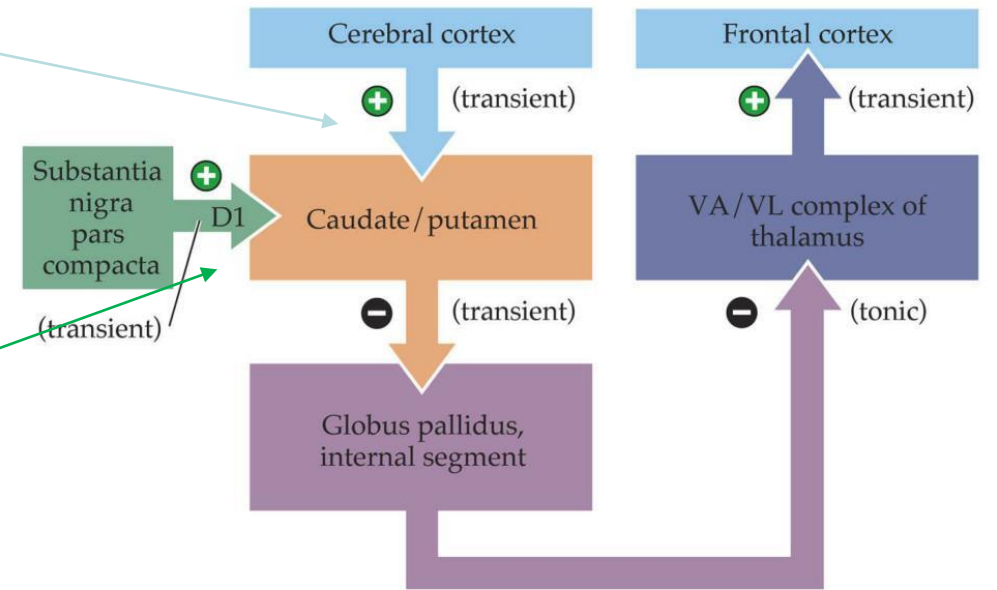 Cerebral cortex
Frontal cortex
+ (transient)
+ (transient)
Substantia
nigra
pars
compacta
+
D1
(transient)
Caudate/putamen
VA/VL complex of
thalamus
− (transient)
− (tonic)
Globus pallidus,
internal segment